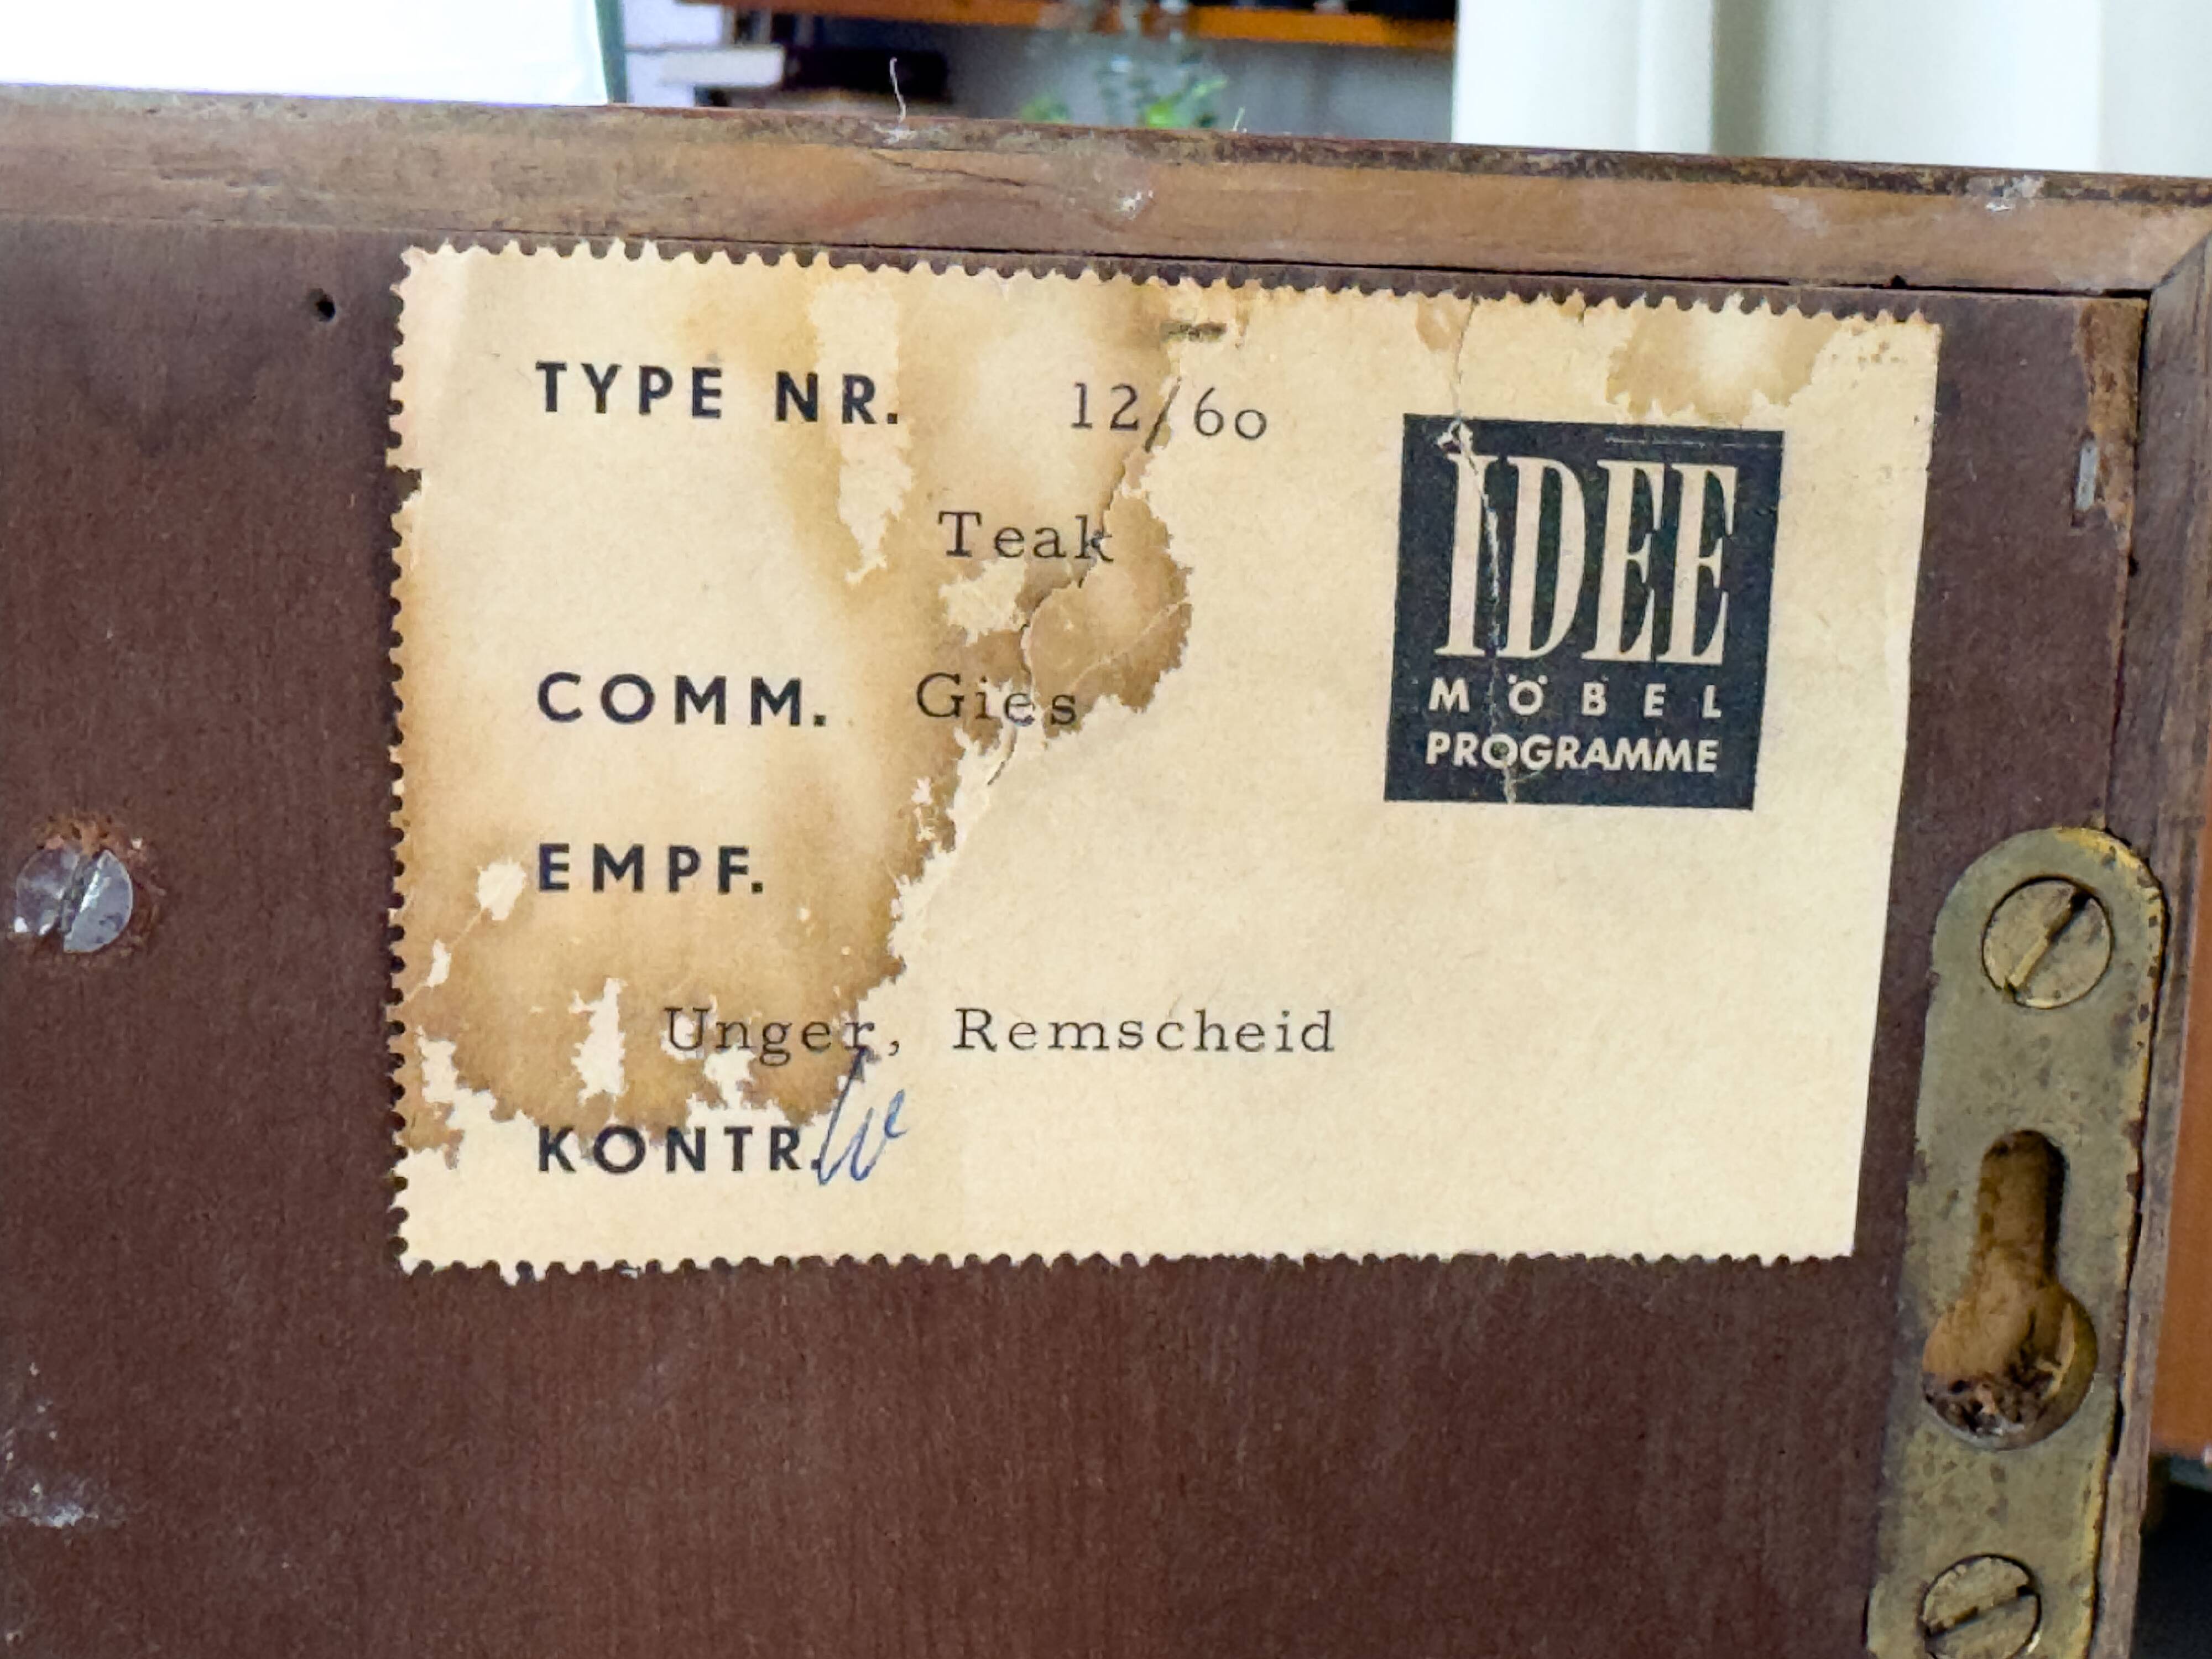 TYPE NR. 12/60
Teak
COMM. Gies
EMPF.
Unger, Remscheid
KONTR.
IDEE
MÖBEL
PROGRAMME